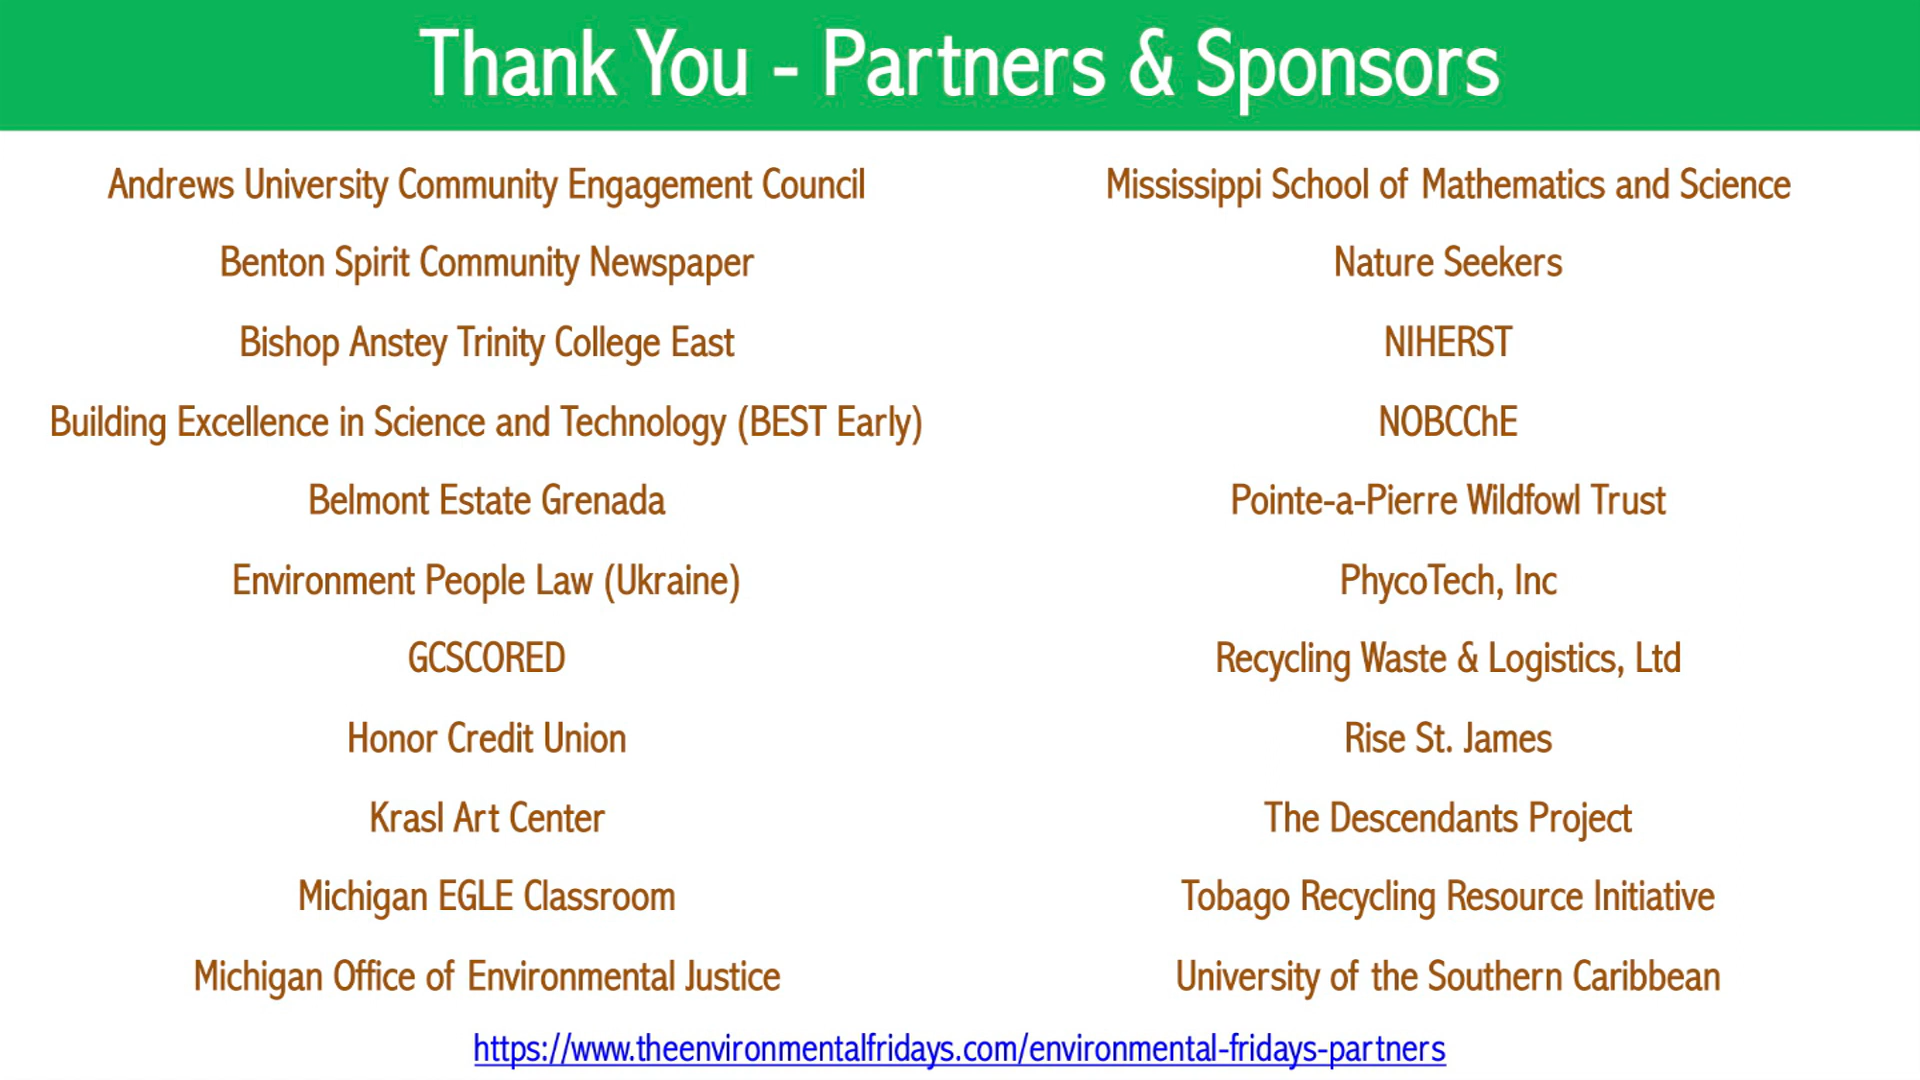 Thank You - Partners & Sponsors
Andrews University Community Engagement Council
Benton Spirit Community Newspaper
Bishop Anstey Trinity College East
Building Excellence in Science and Technology (BEST Early)
Belmont Estate Grenada
Environment People Law (Ukraine)
GCSCORED
Honor Credit Union
Krasl Art Center
Michigan EGLE Classroom
Michigan Office of Environmental Justice
Mississippi School of Mathematics and Science
Nature Seekers
NIHERST
NOBCChE
Pointe-a-Pierre Wildfowl Trust
PhycoTech, Inc
Recycling Waste & Logistics, Ltd
Rise St. James
The Descendants Project
Tobago Recycling Resource Initiative
University of the Southern Caribbean
https://www.theenvironmentalfridays.com/environmental-fridays-partners